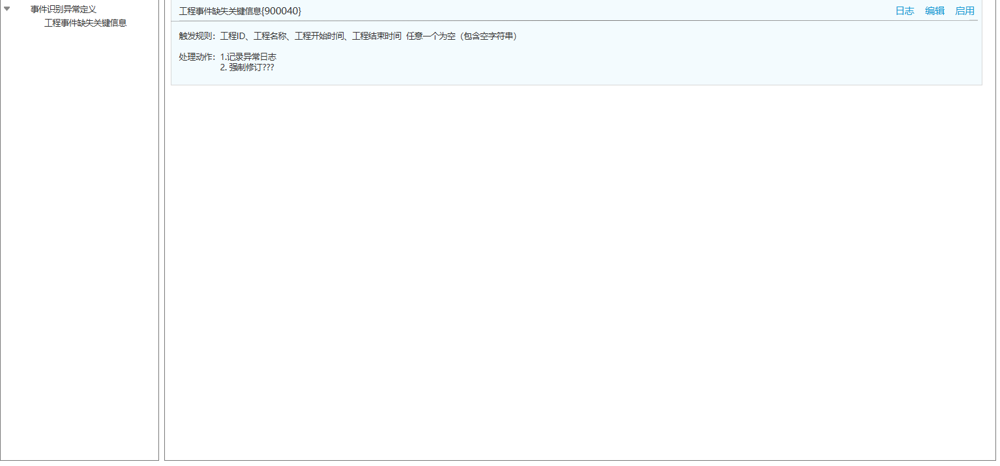 事件识别异常定义
工程事件缺失关键信息
工程事件缺失关键信息{900040}
日志 编辑 启用
触发规则：工程ID、工程名称、工程开始时间、工程结束时间 任意一个为空（包含空字符串）
处理动作：1.记录异常日志
2. 强制修订???